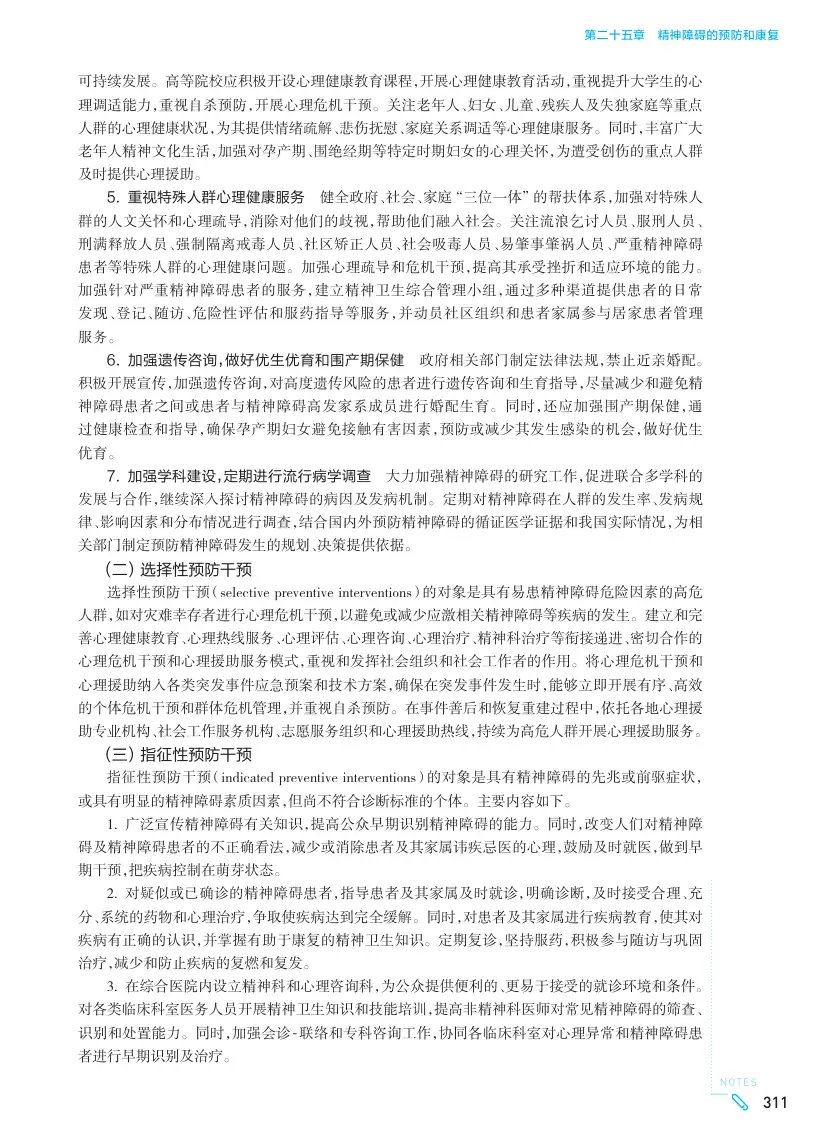 第二十五章　精神障碍的预防和康复
可持续发展。高等院校应积极开设心理健康教育课程,开展心理健康教育活动,重视提升大学生的心
理调适能力,重视自杀预防,开展心理危机干预。关注老年人、妇女、儿童、残疾人及失独家庭等重点
人群的心理健康状况,为其提供情绪疏解、悲伤抚慰、家庭关系调适等心理健康服务。同时,丰富广大
老年人精神文化生活,加强对孕产期、围绝经期等特定时期妇女的心理关怀,为遭受创伤的重点人群
及时提供心理援助。
5. 重视特殊人群心理健康服务　健全政府、社会、家庭“三位一体”的帮扶体系,加强对特殊人
群的人文关怀和心理疏导,消除对他们的歧视,帮助他们融入社会。关注流浪乞讨人员、服刑人员、
刑满释放人员、强制隔离戒毒人员、社区矫正人员、社会吸毒人员、易肇事肇祸人员、严重精神障碍
患者等特殊人群的心理健康问题。加强心理疏导和危机干预,提高其承受挫折和适应环境的能力。
加强针对严重精神障碍患者的服务,建立精神卫生综合管理小组,通过多种渠道提供患者的日常
发现、登记、随访、危险性评估和服药指导等服务,并动员社区组织和患者家属参与居家患者管理
服务。
6. 加强遗传咨询,做好优生优育和围产期保健　政府相关部门制定法律法规,禁止近亲婚配。
积极开展宣传,加强遗传咨询,对高度遗传风险的患者进行遗传咨询和生育指导,尽量减少和避免精
神障碍患者之间或患者与精神障碍高发家系成员进行婚配生育。同时,还应加强围产期保健,通
过健康检查和指导,确保孕产期妇女避免接触有害因素,预防或减少其发生感染的机会,做好优生
优育。
7. 加强学科建设,定期进行流行病学调查　大力加强精神障碍的研究工作,促进联合多学科的
发展与合作,继续深入探讨精神障碍的病因及发病机制。定期对精神障碍在人群的发生率、发病规
律、影响因素和分布情况进行调查,结合国内外预防精神障碍的循证医学证据和我国实际情况,为相
关部门制定预防精神障碍发生的规划、决策提供依据。
（二）选择性预防干预
选择性预防干预(selective preventive interventions)的对象是具有易患精神障碍危险因素的高危
人群,如对灾难幸存者进行心理危机干预,以避免或减少应激相关精神障碍等疾病的发生。建立和完
善心理健康教育、心理热线服务、心理评估、心理咨询、心理治疗、精神科治疗等衔接递进、密切合作的
心理危机干预和心理援助服务模式,重视和发挥社会组织和社会工作者的作用。将心理危机干预和
心理援助纳入各类突发事件应急预案和技术方案,确保在突发事件发生时,能够立即开展有序、高效
的个体危机干预和群体危机管理,并重视自杀预防。在事件善后和恢复重建过程中,依托各地心理援
助专业机构、社会工作服务机构、志愿服务组织和心理援助热线,持续为高危人群开展心理援助服务。
（三）指征性预防干预
指征性预防干预(indicated preventive interventions)的对象是具有精神障碍的先兆或前驱症状,
或具有明显的精神障碍素质因素,但尚不符合诊断标准的个体。主要内容如下。
1. 广泛宣传精神障碍有关知识,提高公众早期识别精神障碍的能力。同时,改变人们对精神障
碍及精神障碍患者的不正确看法,减少或消除患者及其家属讳疾忌医的心理,鼓励及时就医,做到早
期干预,把疾病控制在萌芽状态。
2. 对疑似或已确诊的精神障碍患者,指导患者及其家属及时就诊,明确诊断,及时接受合理、充
分、系统的药物和心理治疗,争取使疾病达到完全缓解。同时,对患者及其家属进行疾病教育,使其对
疾病有正确的认识,并掌握有助于康复的精神卫生知识。定期复诊,坚持服药,积极参与随访与巩固
治疗,减少和防止疾病的复燃和复发。
3. 在综合医院内设立精神科和心理咨询科,为公众提供便利的、更易于接受的就诊环境和条件。
对各类临床科室医务人员开展精神卫生知识和技能培训,提高非精神科医师对常见精神障碍的筛查、
识别和处置能力。同时,加强会诊-联络和专科咨询工作,协同各临床科室对心理异常和精神障碍患
者进行早期识别及治疗。
NOTES
311